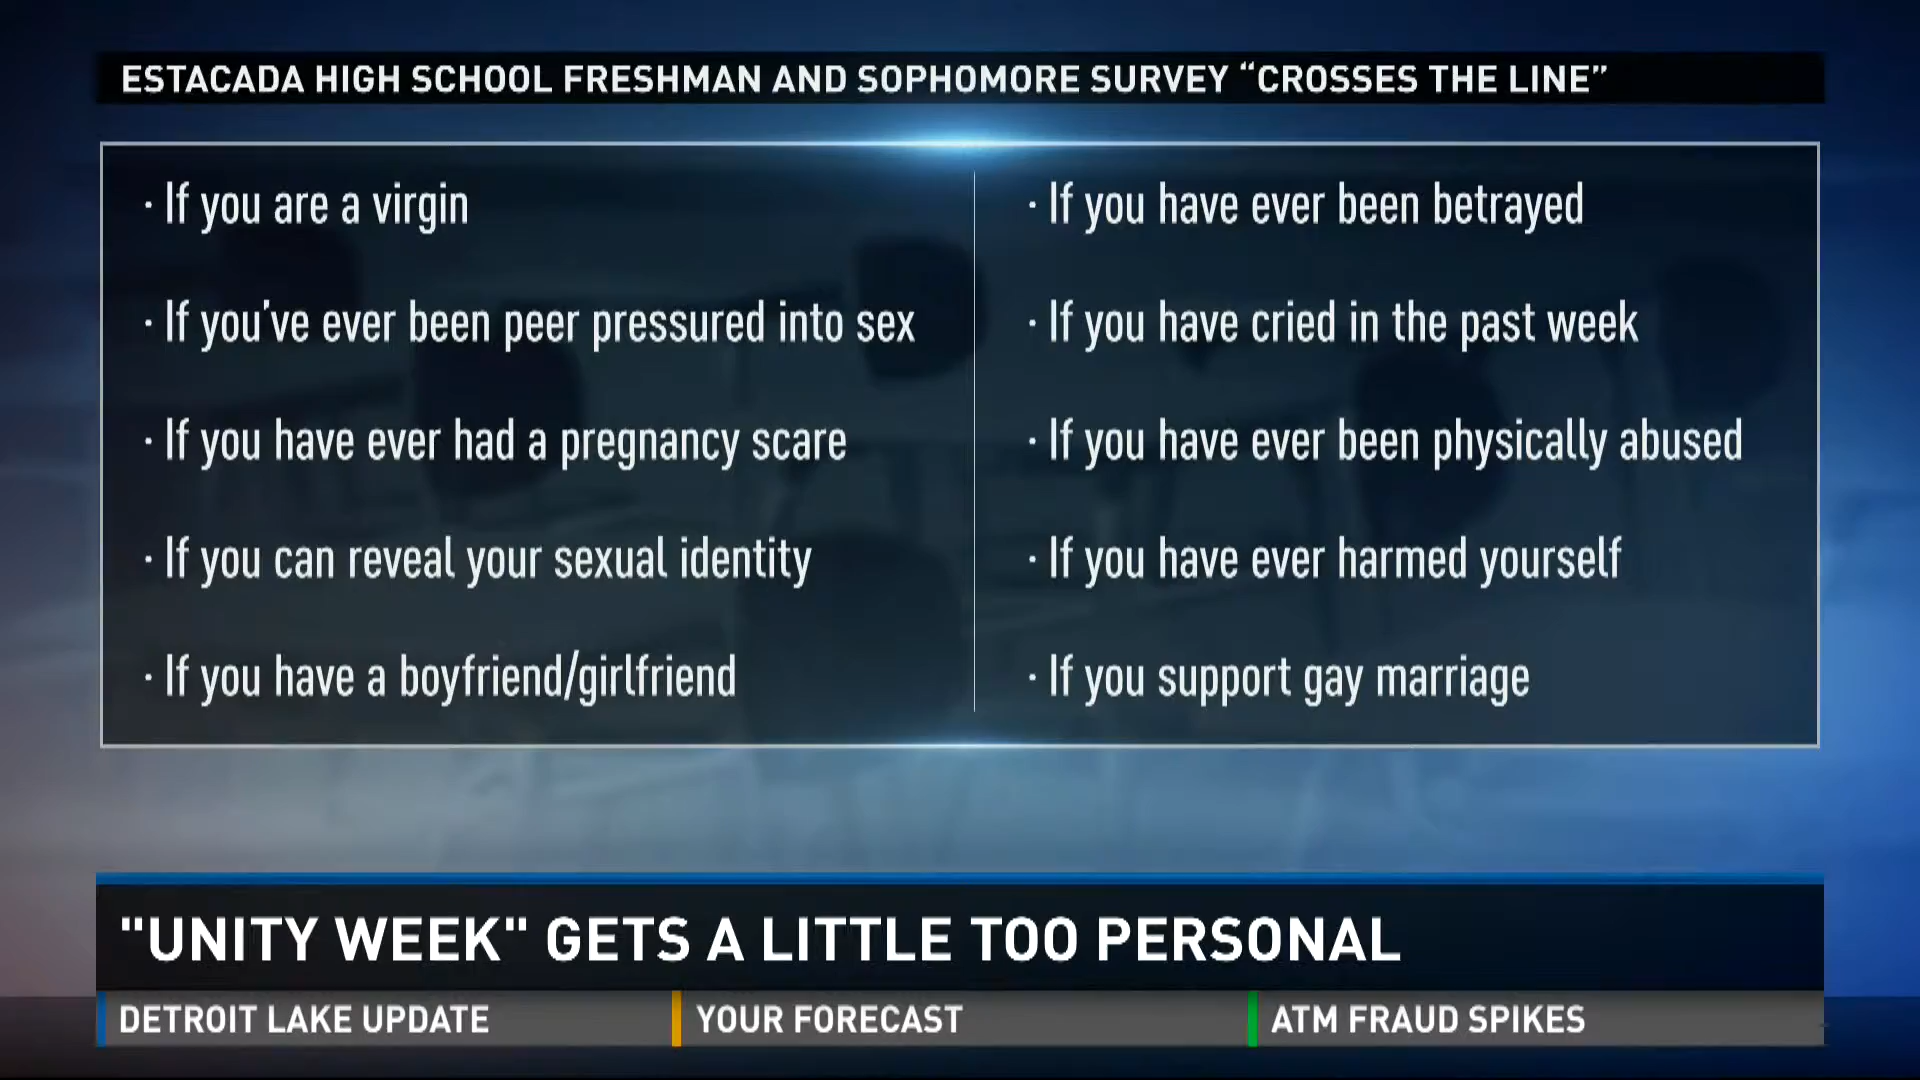 ESTACADA HIGH SCHOOL FRESHMAN AND SOPHOMORE SURVEY “CROSSES THE LINE”
· If you are a virgin
· If you've ever been peer pressured into sex
· If you have ever had a pregnancy scare
· If you can reveal your sexual identity
· If you have a boyfriend/girlfriend
· If you have ever been betrayed
· If you have cried in the past week
· If you have ever been physically abused
· If you have ever harmed yourself
· If you support gay marriage
"UNITY WEEK" GETS A LITTLE TOO PERSONAL
DETROIT LAKE UPDATE
YOUR FORECAST
ATM FRAUD SPIKES